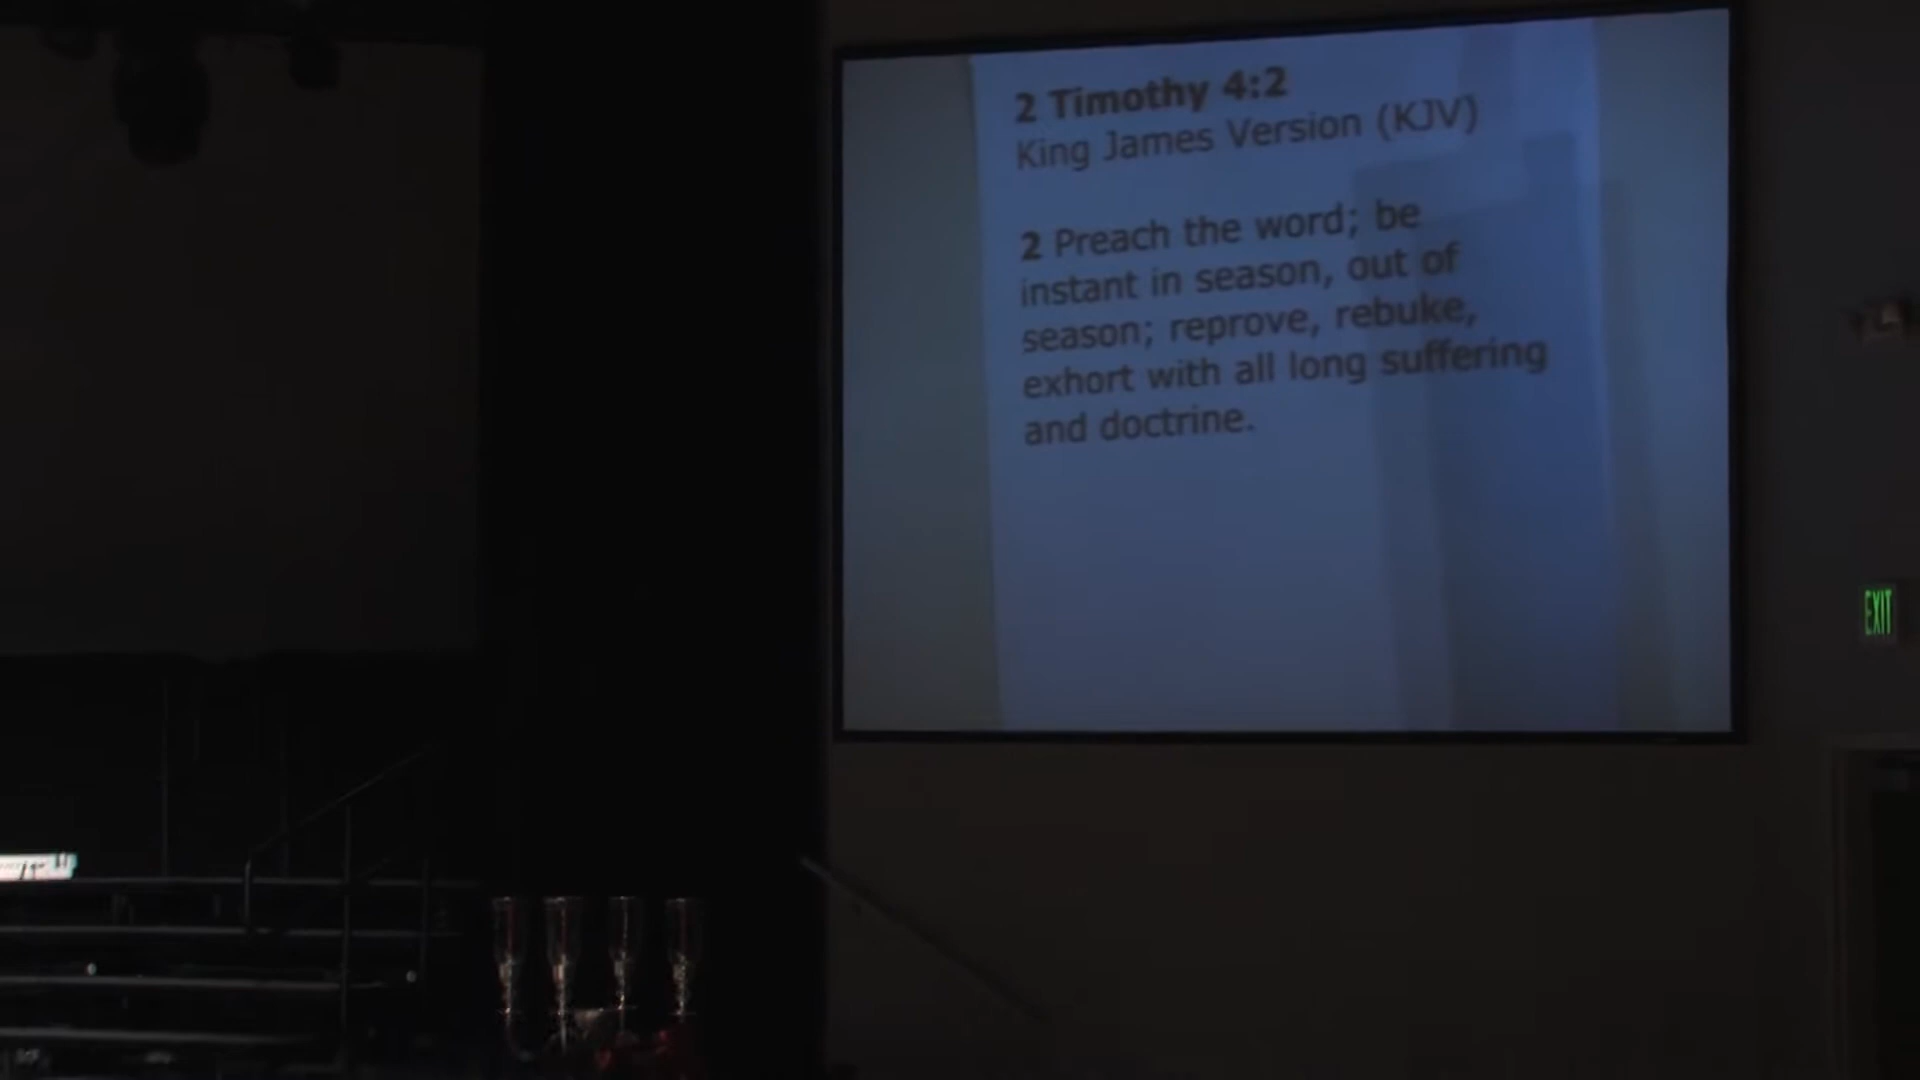 2 Timothy 4:2
King James Version (KJV)
2 Preach the word; be
instant in season, out of
season; reprove, rebuke,
exhort with all long suffering
and doctrine.
EXIT